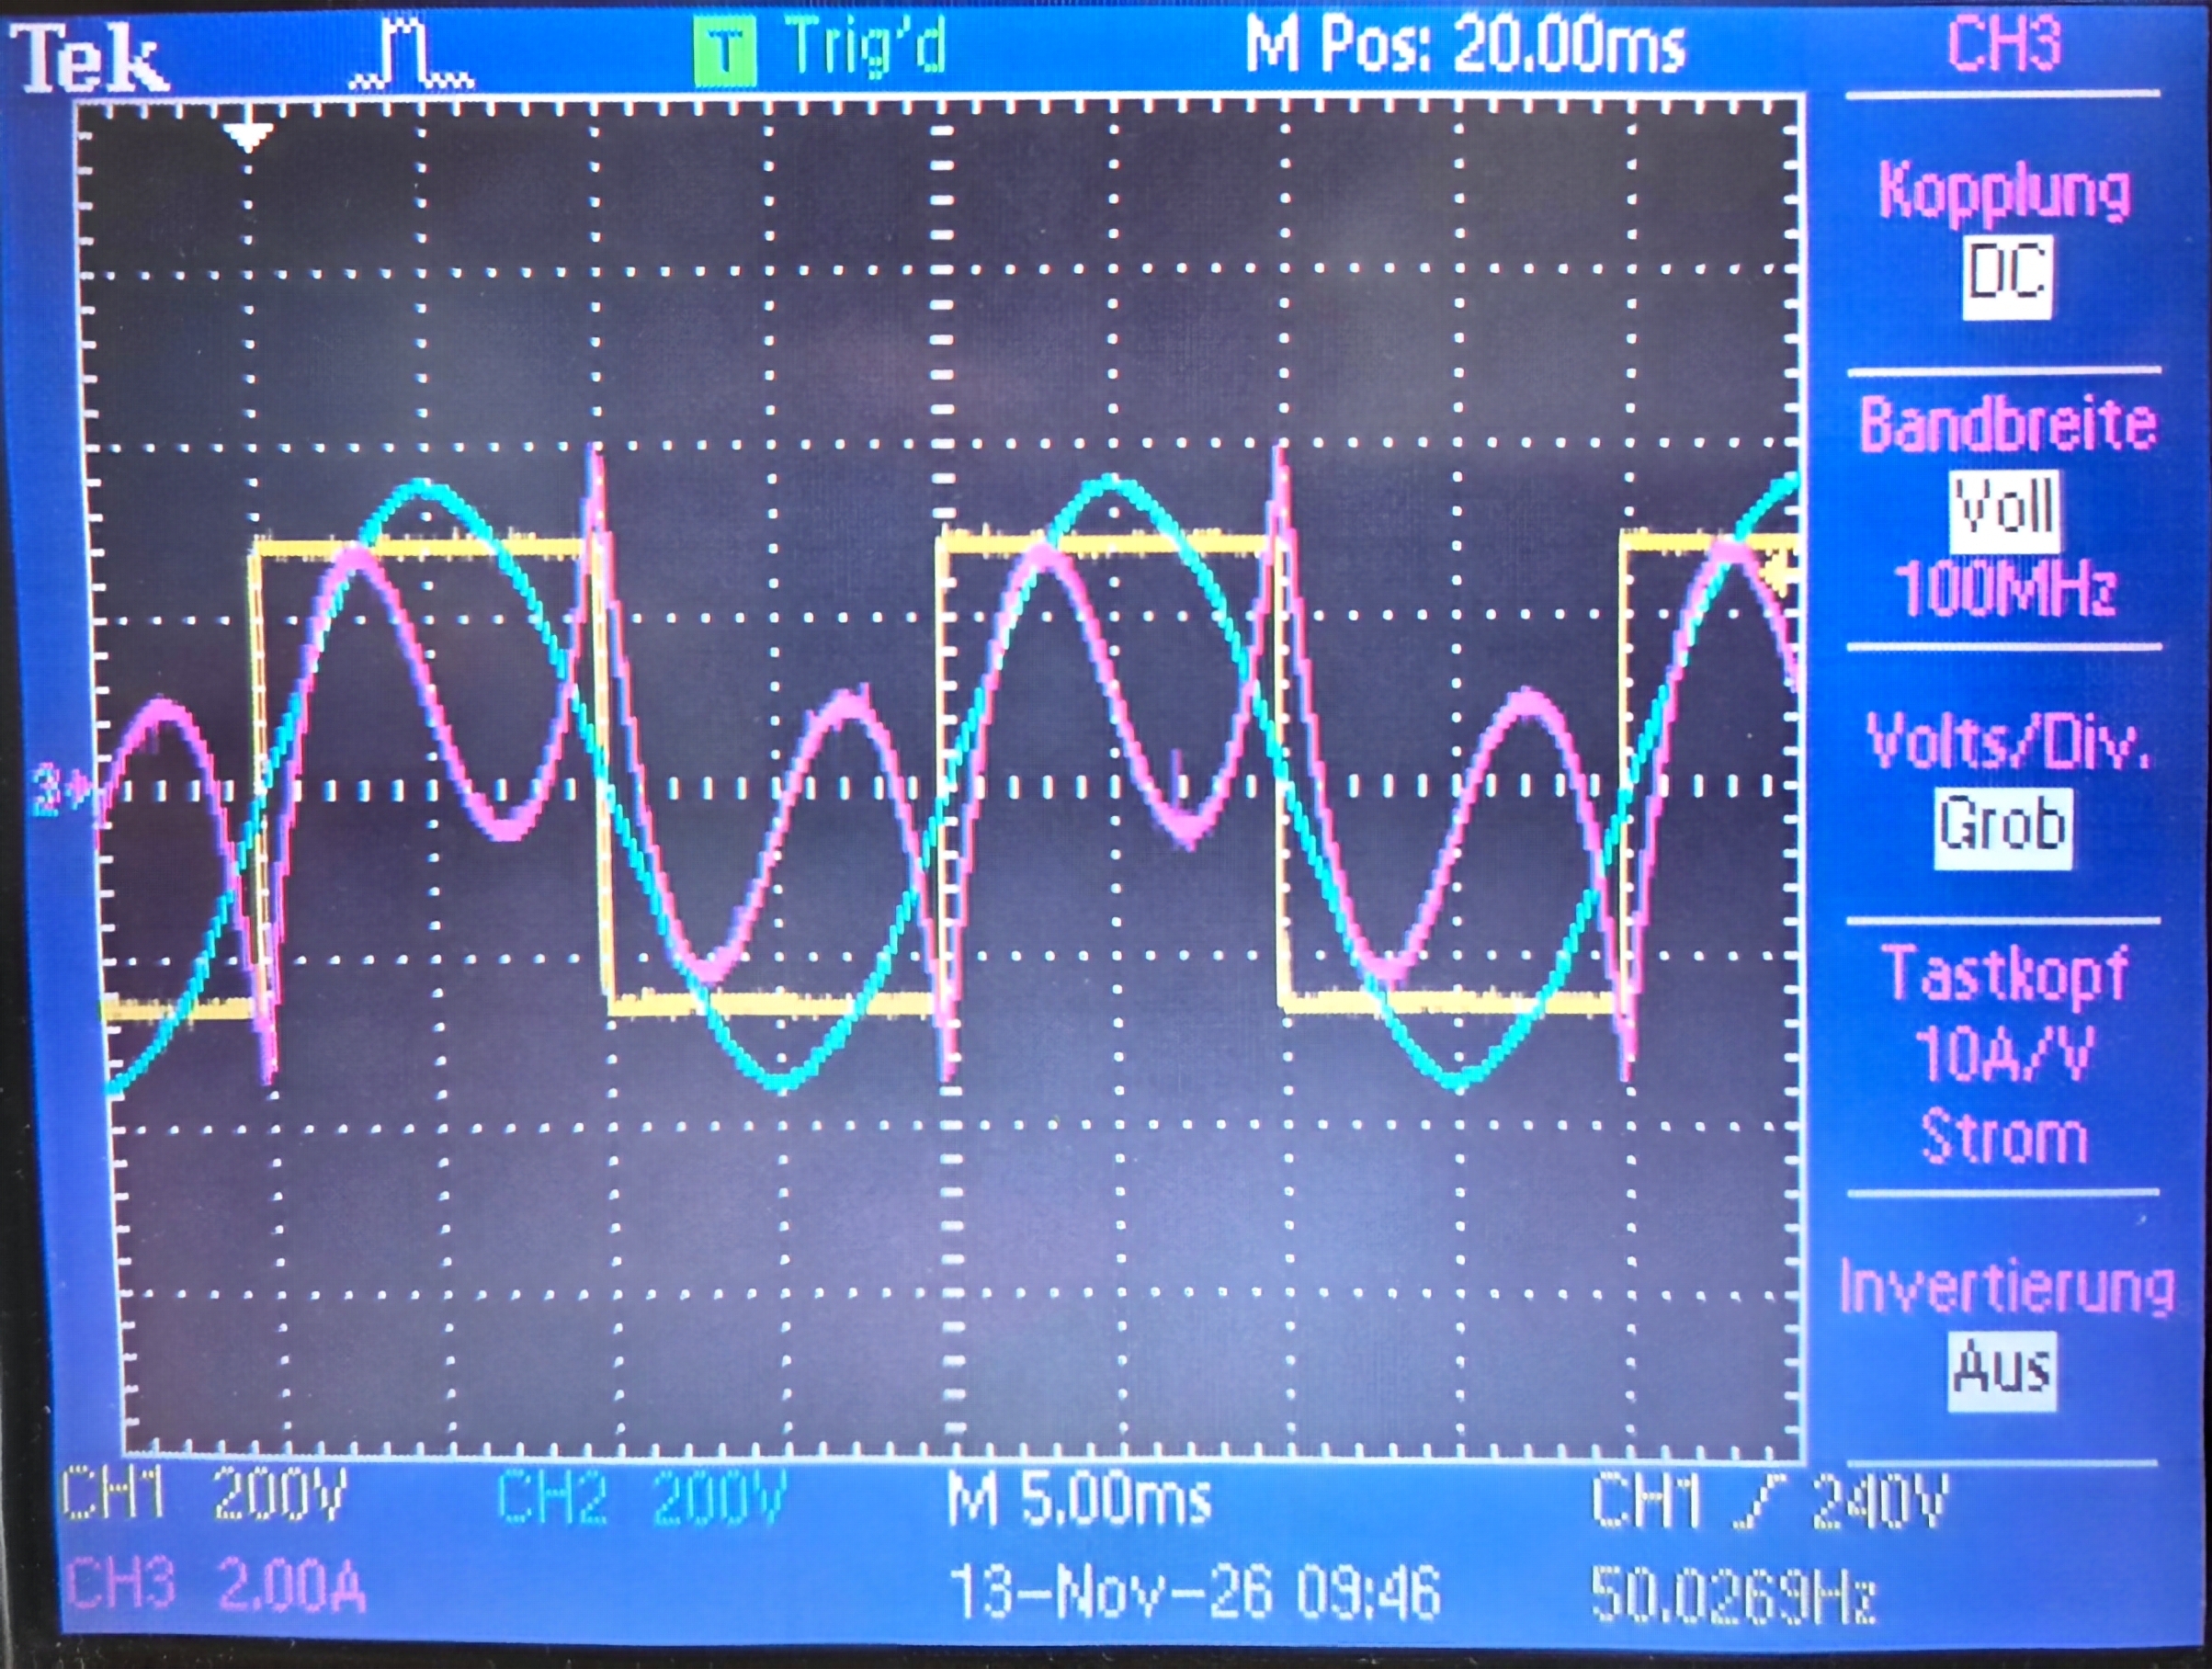 Tek T Trig'd M Pos: 20.00ms CH3
Kopplung
DC
Bandbreite
Voll
100MHz
Volts/Div.
Grob
Tastkopf
10A/V
Strom
Invertierung
Aus
CH1 200V CH2 200V M 5.00ms CH1 240V
CH3 2.00A 13-Nov-26 09:46 50.0269Hz